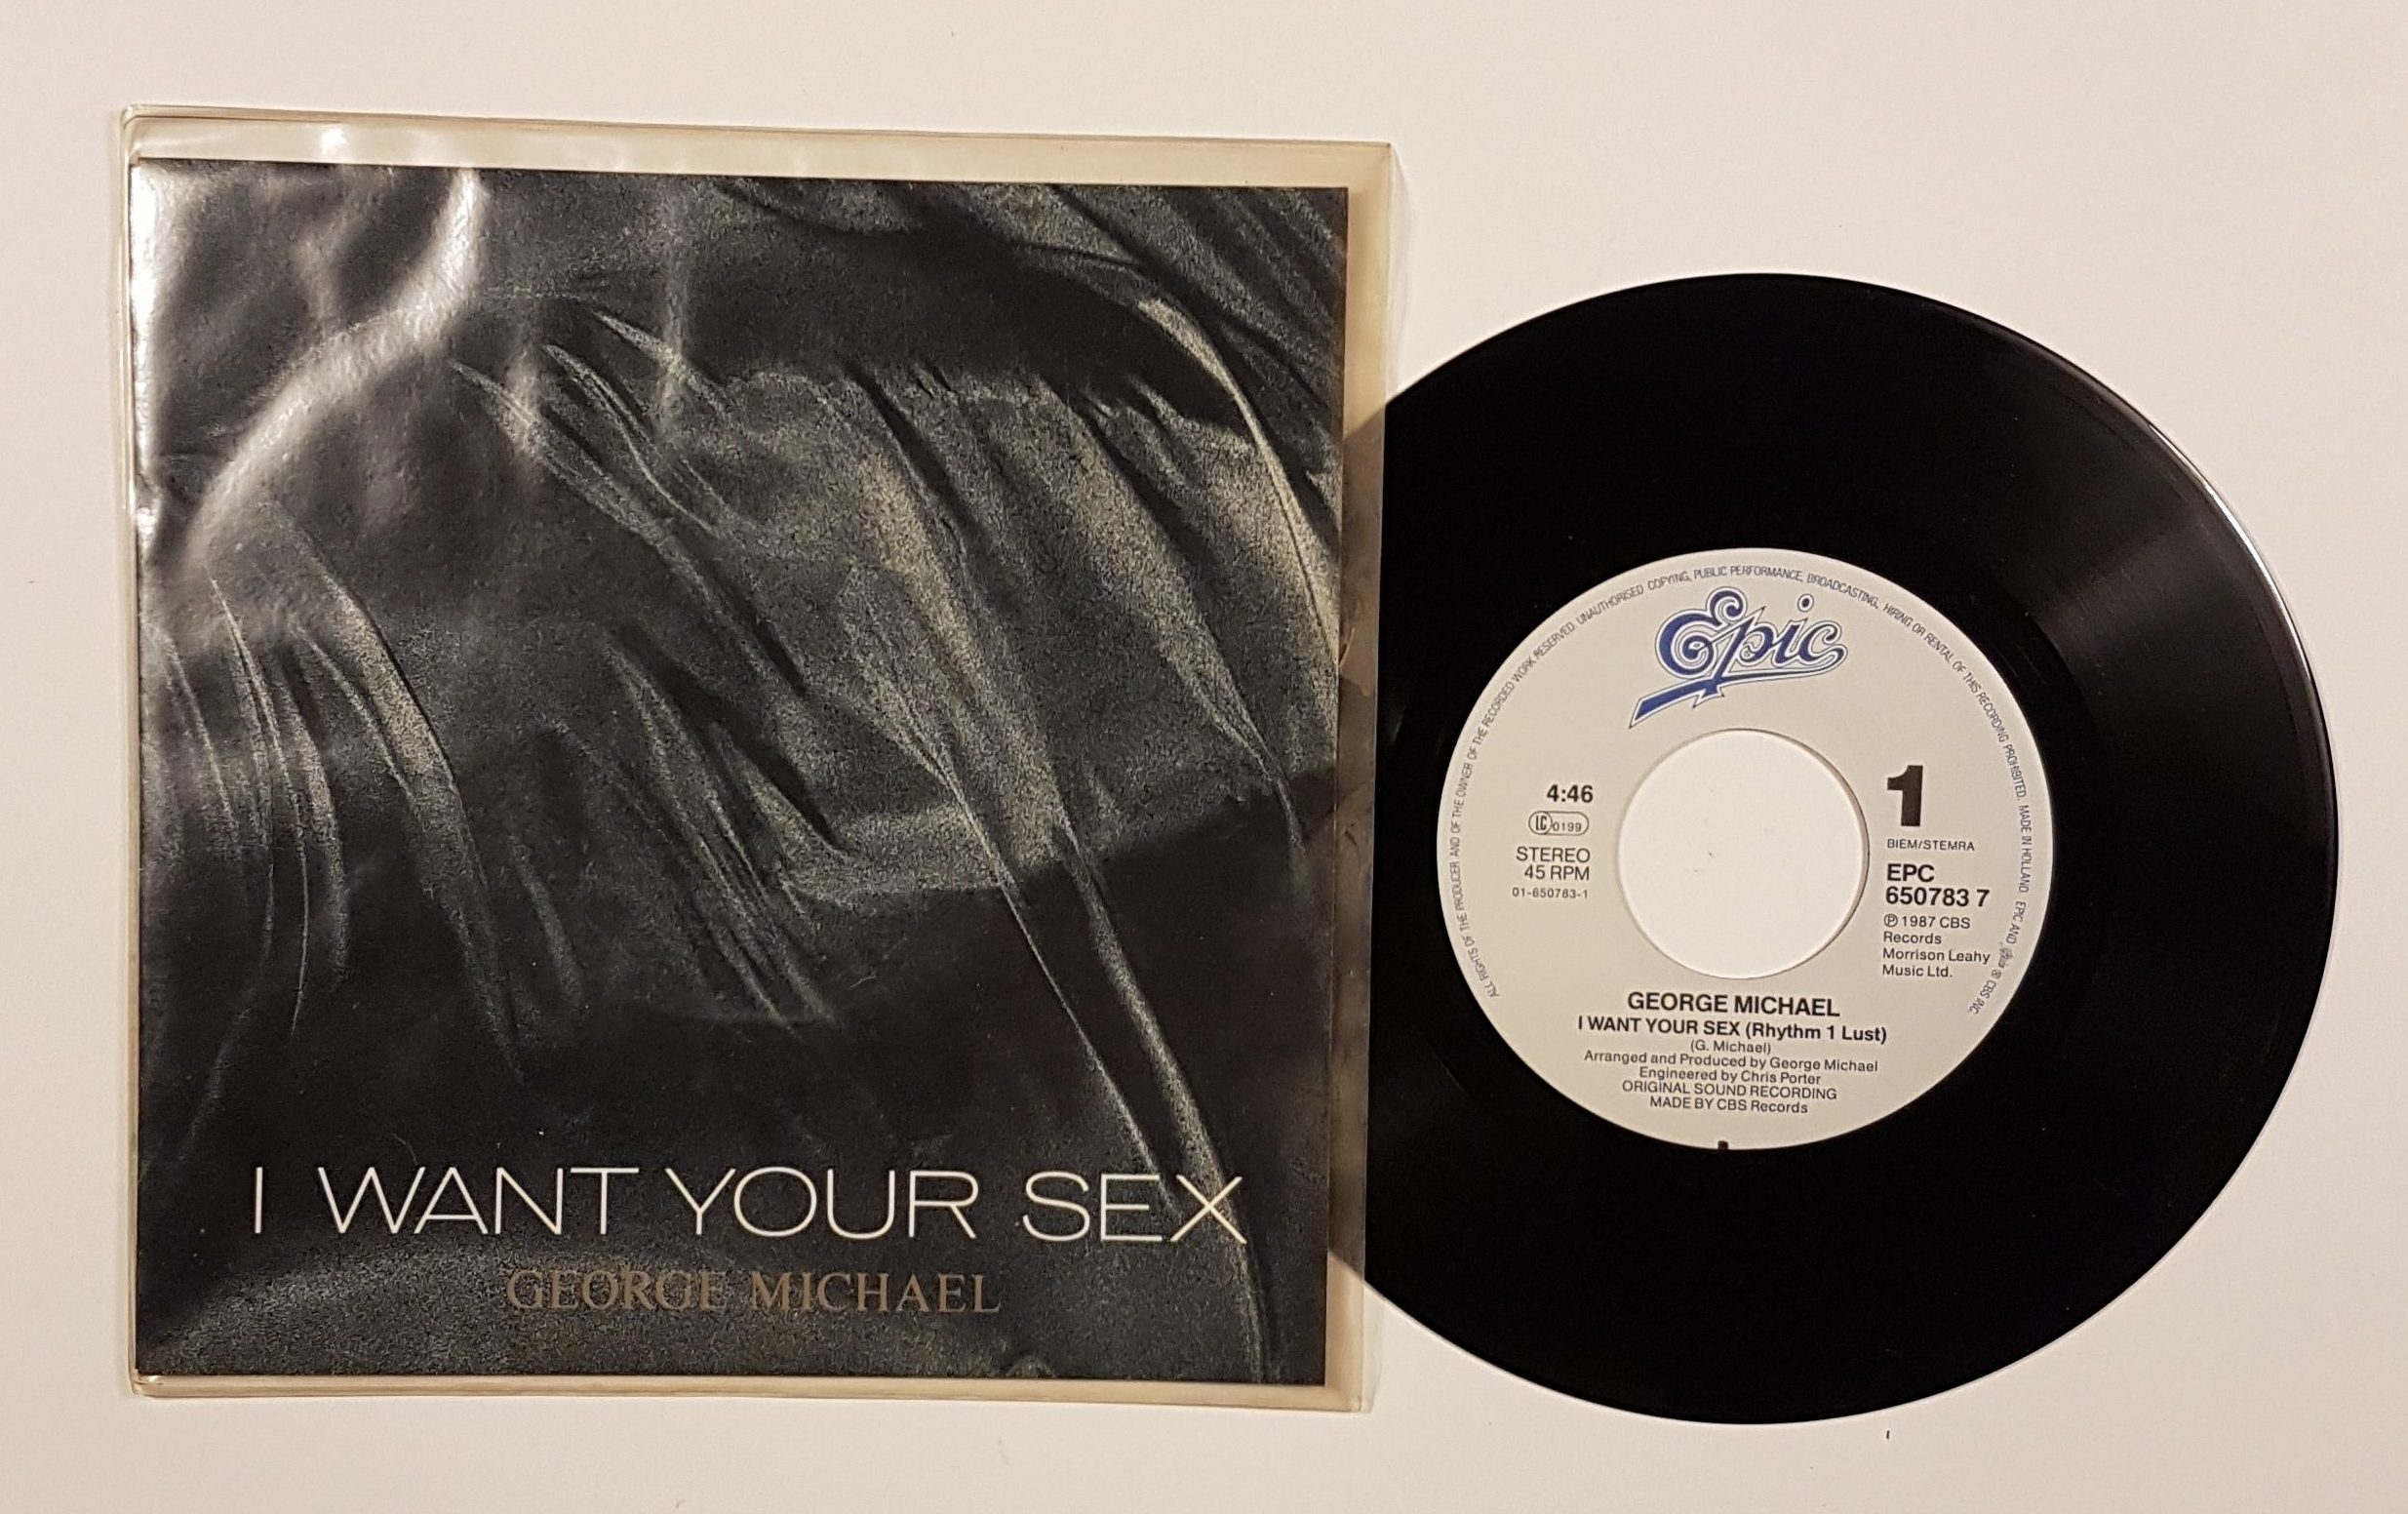 I WANT YOUR SEX
GEORGE MICHAEL
ALL RIGHTS OF THE PRODUCER AND OF THE OWNER OF THE RECORDED WORK RESERVED. UNAUTHORISED COPYING, PUBLIC PERFORMANCE, BROADCASTING, HIRING OR RENTAL OF THIS RECORDING PROHIBITED. MADE IN HOLLAND. EPIC AND Epic ® CBS INC.
Epic
4:46
LC 0199
STEREO
45 RPM
01-650783-1
1
BIEM/STEMRA
EPC
650783 7
℗ 1987 CBS
Records
Morrison Leahy
Music Ltd.
GEORGE MICHAEL
I WANT YOUR SEX (Rhythm 1 Lust)
(G. Michael)
Arranged and Produced by George Michael
Engineered by Chris Porter
ORIGINAL SOUND RECORDING
MADE BY CBS Records